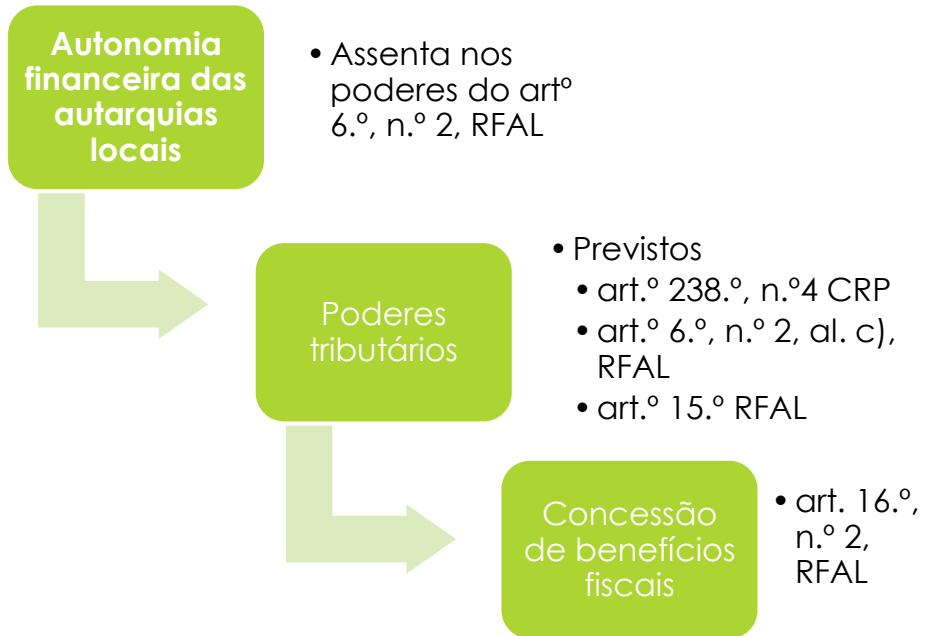 Autonomia
financeira das
autarquias
locais
• Assenta nos
poderes do artº
6.º, n.º 2, RFAL
Poderes
tributários
• Previstos
• art.º 238.º, n.º4 CRP
• art.º 6.º, n.º 2, al. c),
RFAL
• art.º 15.º RFAL
Concessão
de benefícios
fiscais
• art. 16.º,
n.º 2,
RFAL